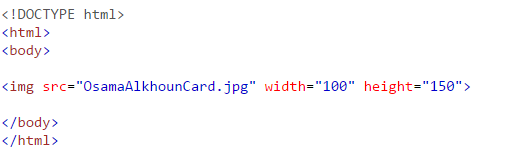 <!DOCTYPE html>
<html>
<body>
<img src="OsamaAlkhounCard.jpg" width="100" height="150">
</body>
</html>